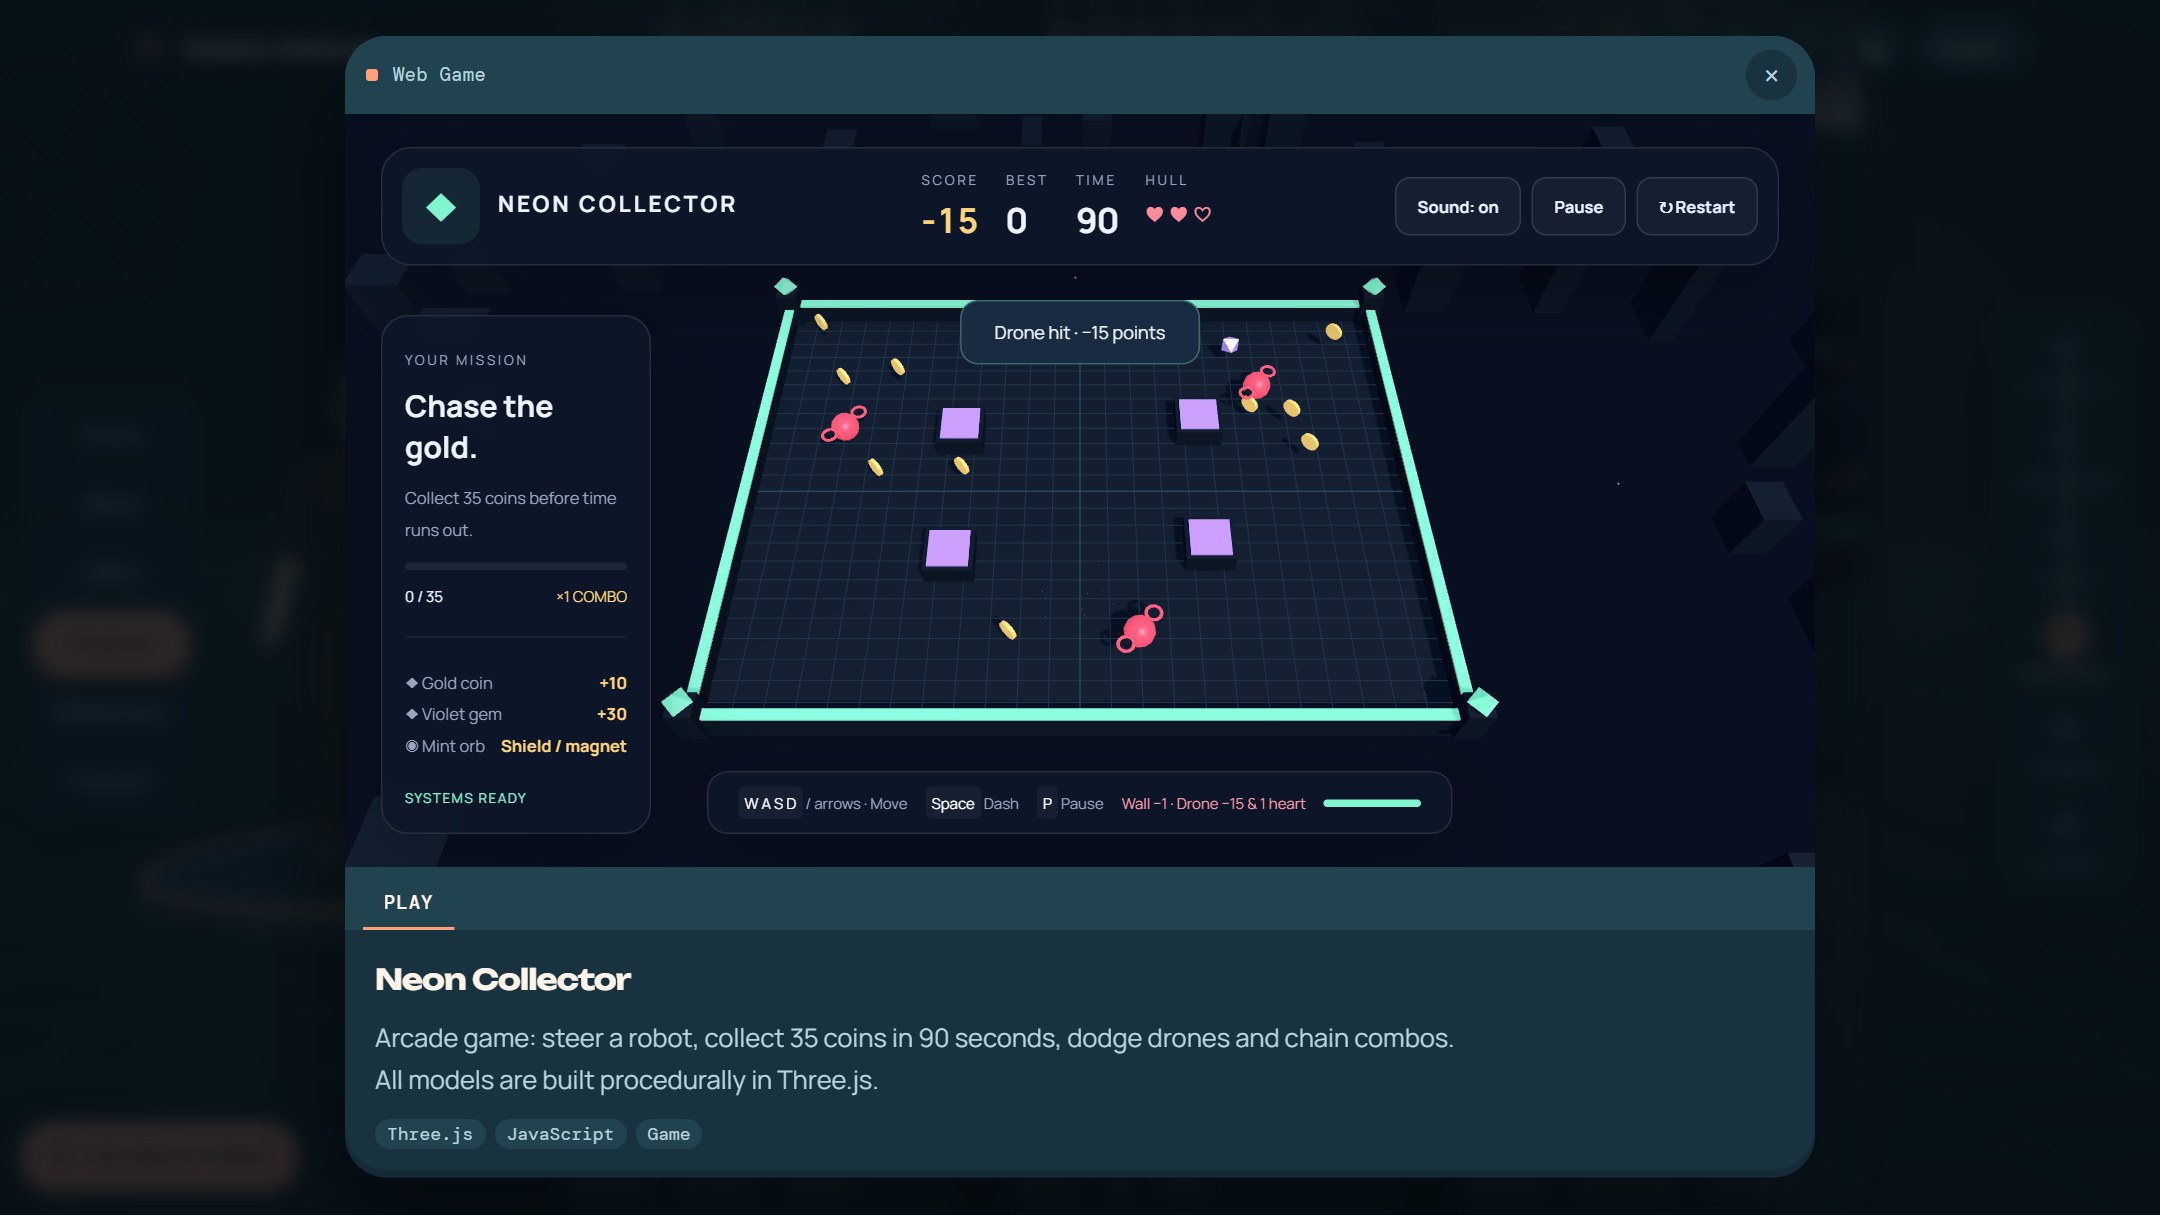 Web Game
×
NEON COLLECTOR
SCORE
-15
BEST
0
TIME
90
HULL
Sound: on
Pause
↻Restart
YOUR MISSION
Chase the
gold.
Collect 35 coins before time
runs out.
0 / 35
×1 COMBO
◆ Gold coin +10
◆ Violet gem +30
◉ Mint orb Shield / magnet
SYSTEMS READY
Drone hit · −15 points
WASD / arrows · Move
Space Dash
P Pause
Wall −1 · Drone −15 & 1 heart
PLAY
Neon Collector
Arcade game: steer a robot, collect 35 coins in 90 seconds, dodge drones and chain combos.
All models are built procedurally in Three.js.
Three.js
JavaScript
Game